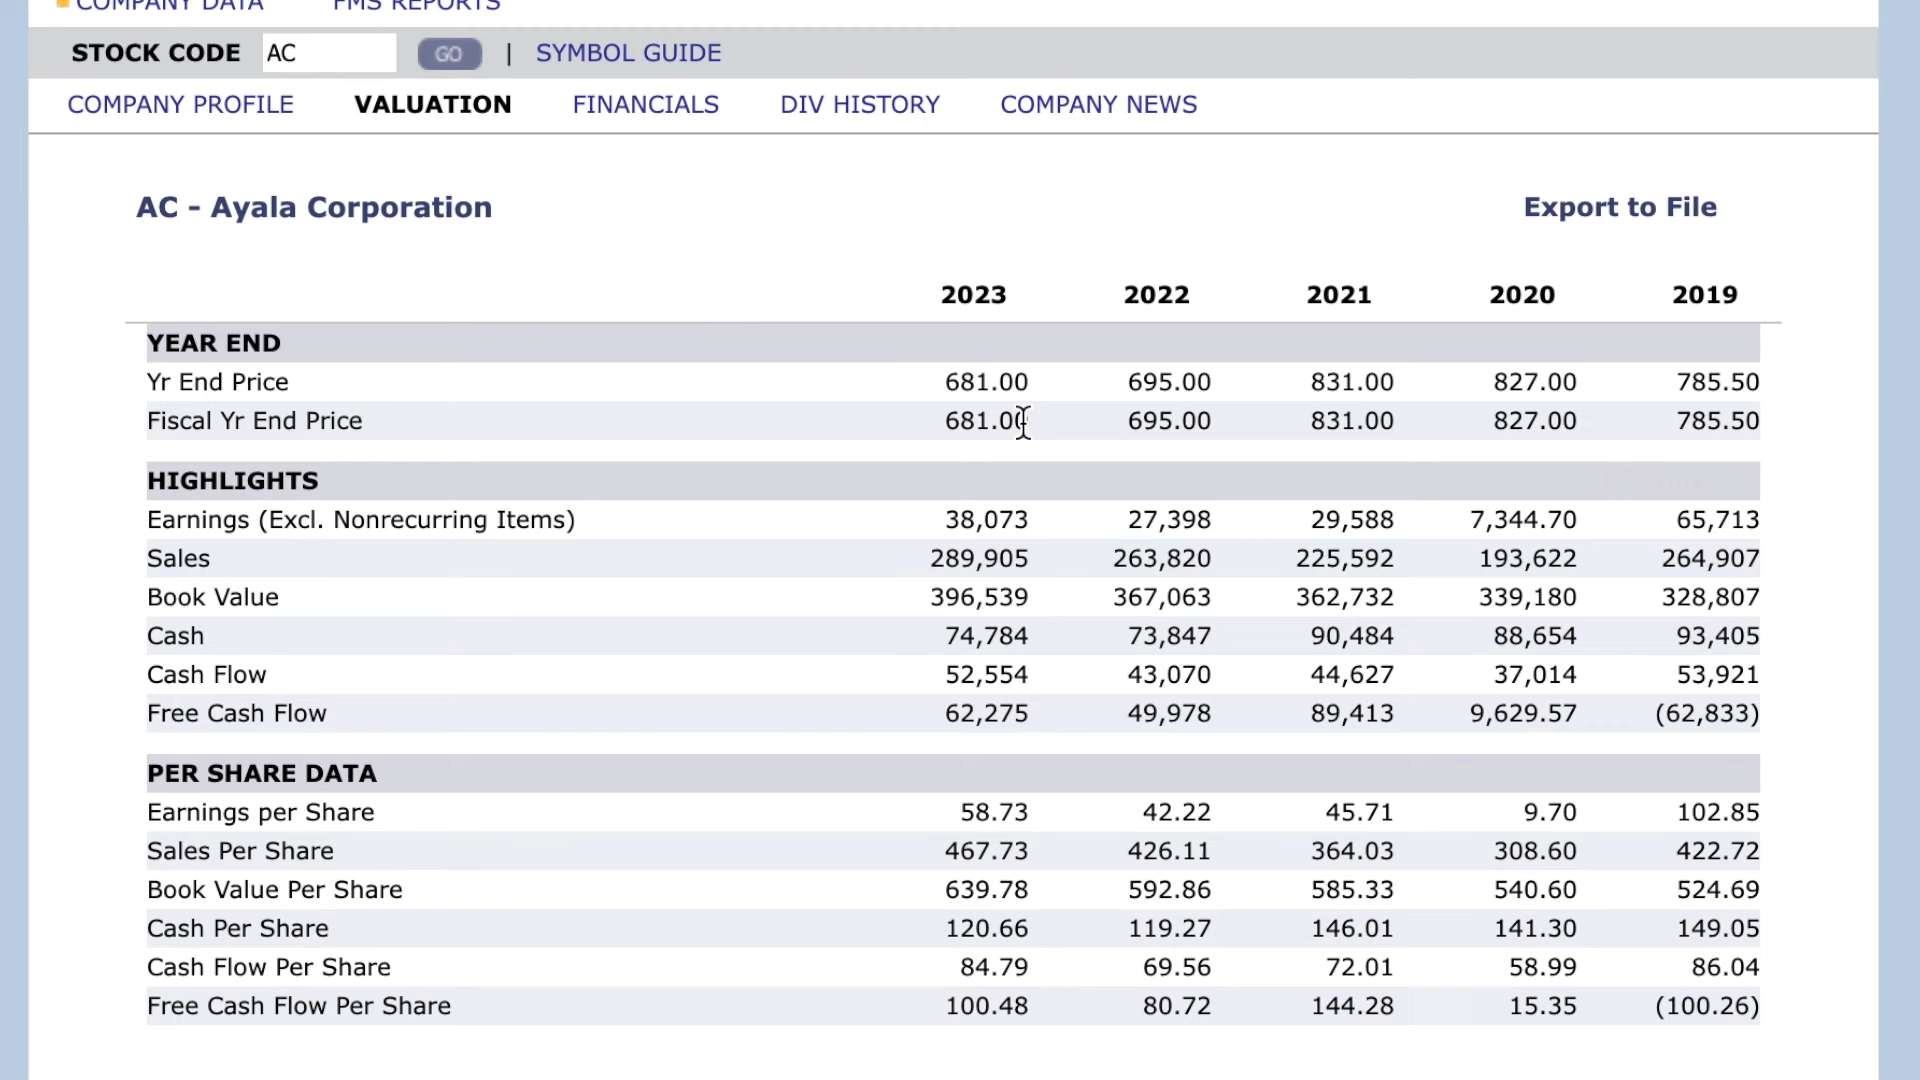 COMPANY DATA FMS REPORTS
STOCK CODE AC GO | SYMBOL GUIDE
COMPANY PROFILE VALUATION FINANCIALS DIV HISTORY COMPANY NEWS
AC - Ayala Corporation Export to File
2023 2022 2021 2020 2019
YEAR END
Yr End Price 681.00 695.00 831.00 827.00 785.50
Fiscal Yr End Price 681.00 695.00 831.00 827.00 785.50
HIGHLIGHTS
Earnings (Excl. Nonrecurring Items) 38,073 27,398 29,588 7,344.70 65,713
Sales 289,905 263,820 225,592 193,622 264,907
Book Value 396,539 367,063 362,732 339,180 328,807
Cash 74,784 73,847 90,484 88,654 93,405
Cash Flow 52,554 43,070 44,627 37,014 53,921
Free Cash Flow 62,275 49,978 89,413 9,629.57 (62,833)
PER SHARE DATA
Earnings per Share 58.73 42.22 45.71 9.70 102.85
Sales Per Share 467.73 426.11 364.03 308.60 422.72
Book Value Per Share 639.78 592.86 585.33 540.60 524.69
Cash Per Share 120.66 119.27 146.01 141.30 149.05
Cash Flow Per Share 84.79 69.56 72.01 58.99 86.04
Free Cash Flow Per Share 100.48 80.72 144.28 15.35 (100.26)